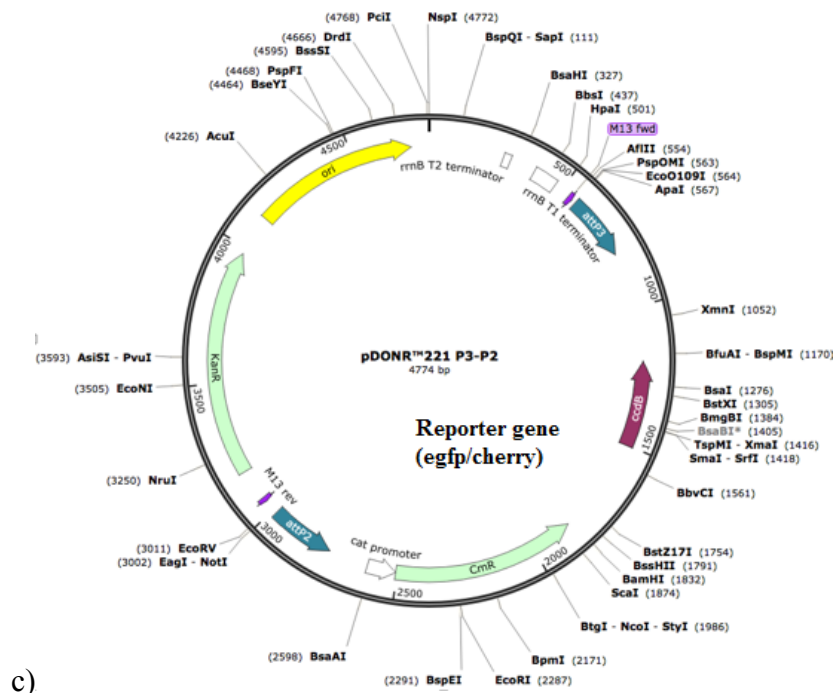 (4768) PciI
NspI (4772)
(4666) DrdI
(4595) BssSI
BspQI - SapI (111)
(4468) PspFI
(4464) BseYI
BsaHI (327)
BbsI (437)
HpaI (501)
M13 fwd
(4226) AcuI
AflII (554)
PspOMI (563)
EcoO109I (564)
ApaI (567)
4500
500
ori
rrnB T2 terminator
rrnB T1 terminator
attP3
4000
1000
XmnI (1052)
(3593) AsiSI - PvuI
(3505) EcoNI
KanR
3500
pDONR™221 P3-P2
4774 bp
BfuAI - BspMI (1170)
BsaI (1276)
BstXI (1305)
BmgBI (1384)
BsaBI* (1405)
TspMI - XmaI (1416)
SmaI - SrfI (1418)
ccdB
1500
Reporter gene
(egfp/cherry)
BbvCI (1561)
(3250) NruI
M13 rev
attP2
3000
(3011) EcoRV
(3002) EagI - NotI
cat promoter
CmR
2500
2000
BstZ17I (1754)
BssHII (1791)
BamHI (1832)
ScaI (1874)
BtgI - NcoI - StyI (1986)
(2598) BsaAI
BpmI (2171)
(2291) BspEI
EcoRI (2287)
c)